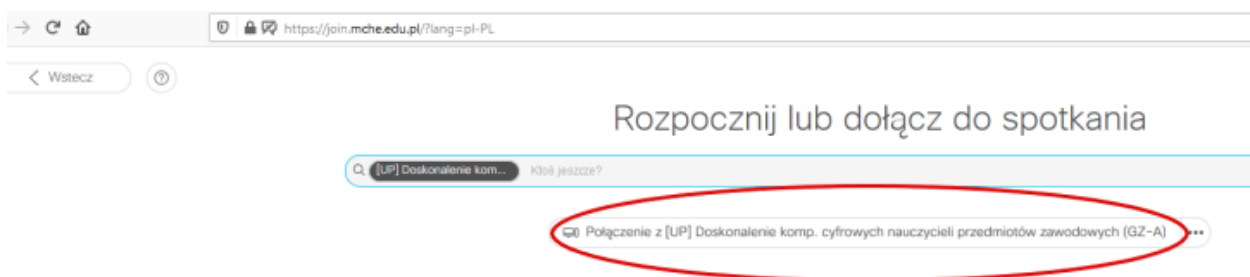 https://join.mche.edu.pl/?lang=pl-PL
Wstecz
Rozpocznij lub dołącz do spotkania
[UP] Doskonalenie kom... Ktoś jeszcze?
Połączenie z [UP] Doskonalenie komp. cyfrowych nauczycieli przedmiotów zawodowych (GZ-A) •••